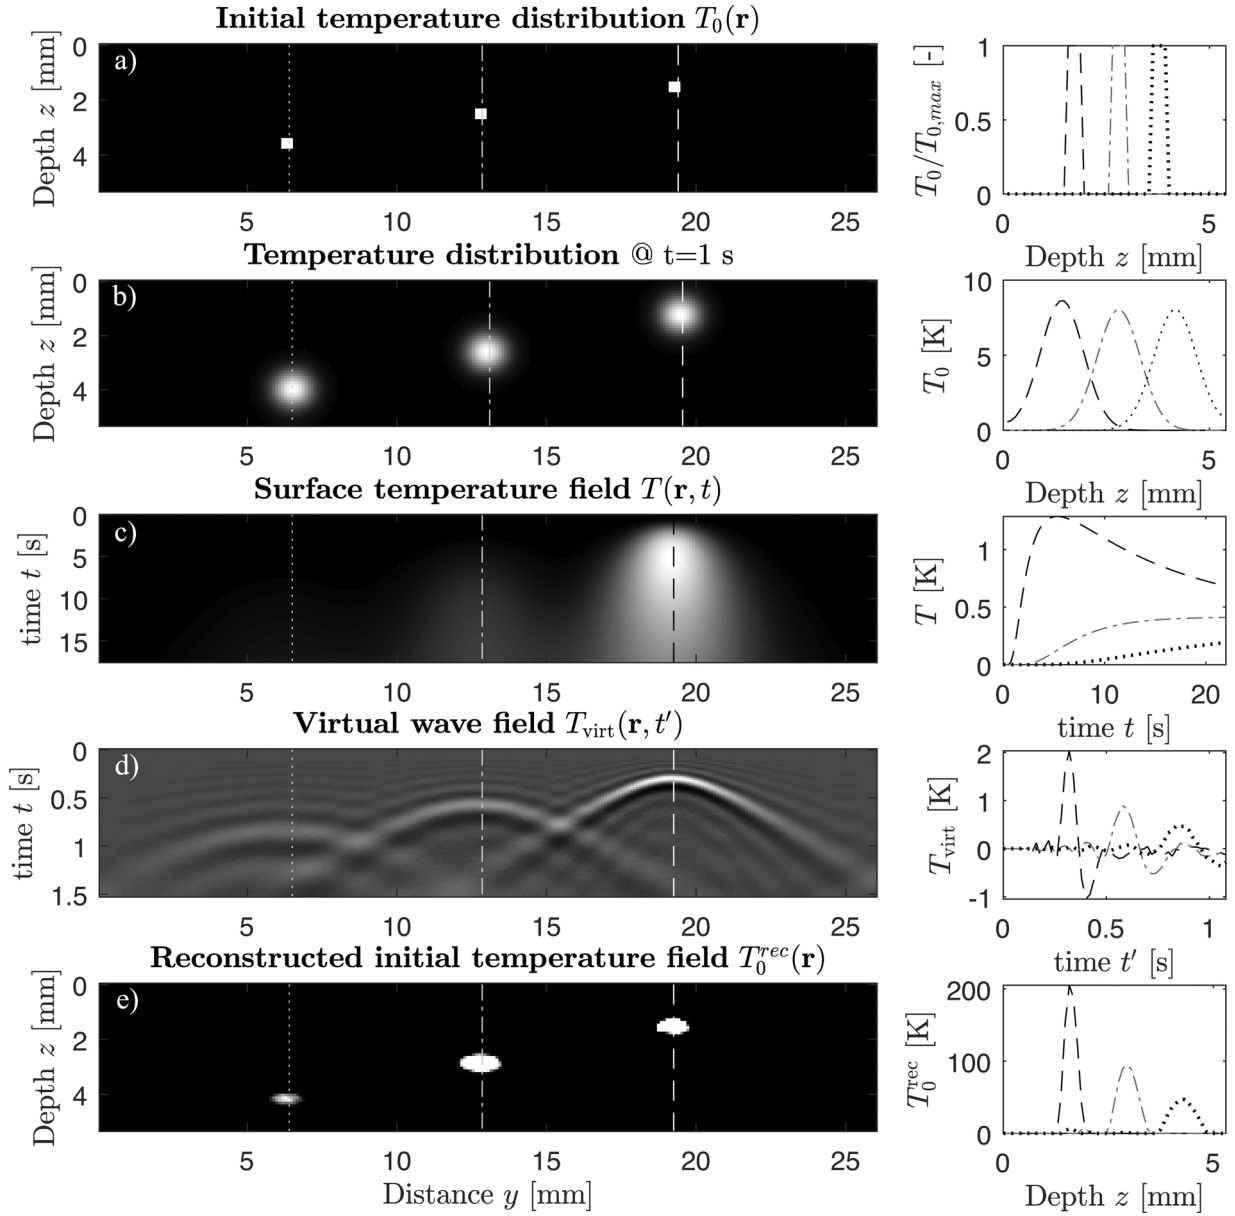 Initial temperature distribution T₀(r)
a)
Depth z [mm]
0
2
4
5
10
15
20
25
T₀/T₀,max [-]
1
0.5
0
0
5
Depth z [mm]
Temperature distribution @ t=1 s
b)
Depth z [mm]
0
2
4
5
10
15
20
25
T₀ [K]
10
5
0
0
5
Depth z [mm]
Surface temperature field T(r, t)
c)
time t [s]
0
5
10
15
5
10
15
20
25
T [K]
1
0.5
0
0
10
20
time t [s]
Virtual wave field Tvirt(r, t′)
d)
time t [s]
0
0.5
1
1.5
5
10
15
20
25
Tvirt [K]
2
1
0
-1
0
0.5
1
time t′ [s]
Reconstructed initial temperature field T₀ʳᵉᶜ(r)
e)
Depth z [mm]
0
2
4
5
10
15
20
25
Distance y [mm]
T₀ʳᵉᶜ [K]
200
100
0
0
5
Depth z [mm]